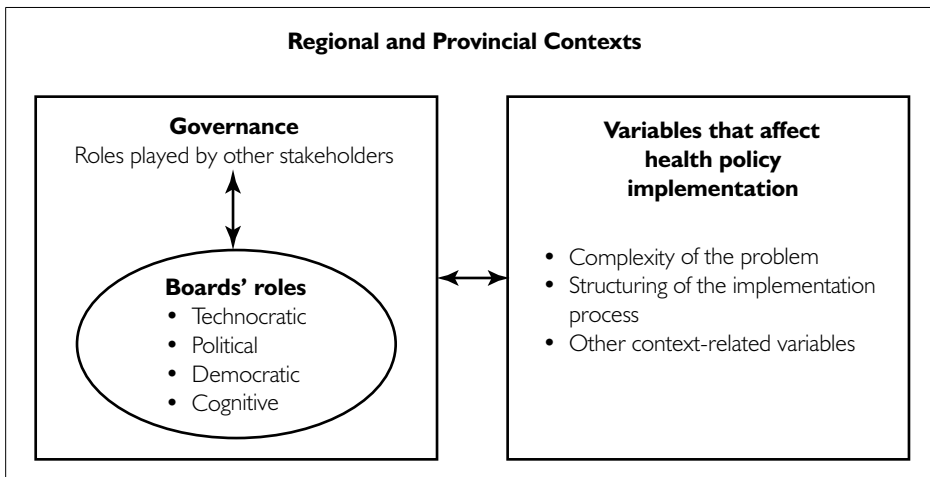 Regional and Provincial Contexts
Governance
Roles played by other stakeholders
Boards’ roles
• Technocratic
• Political
• Democratic
• Cognitive
Variables that affect
health policy
implementation
• Complexity of the problem
• Structuring of the implementation
process
• Other context-related variables